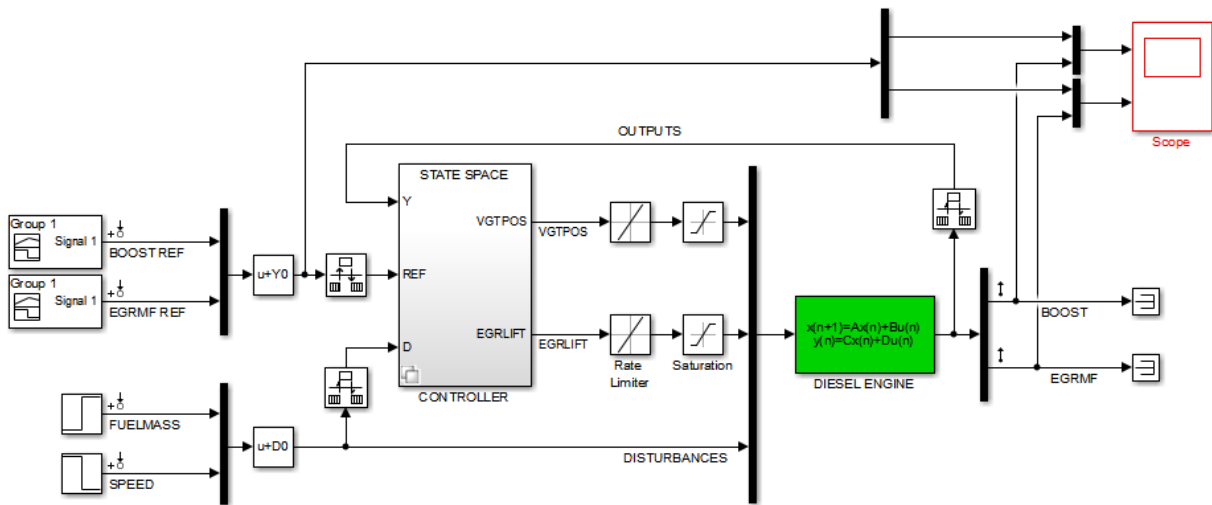 OUTPUTS
Scope
STATE SPACE
Y
VGTPOS
VGTPOS
REF
EGRLIFT
EGRLIFT
D
CONTROLLER
Group 1
Signal 1
BOOST REF
Group 1
Signal 1
EGRMF REF
u+Y0
Rate
Limiter
Saturation
x(n+1)=Ax(n)+Bu(n)
y(n)=Cx(n)+Du(n)
DIESEL ENGINE
BOOST
EGRMF
FUELMASS
SPEED
u+D0
DISTURBANCES